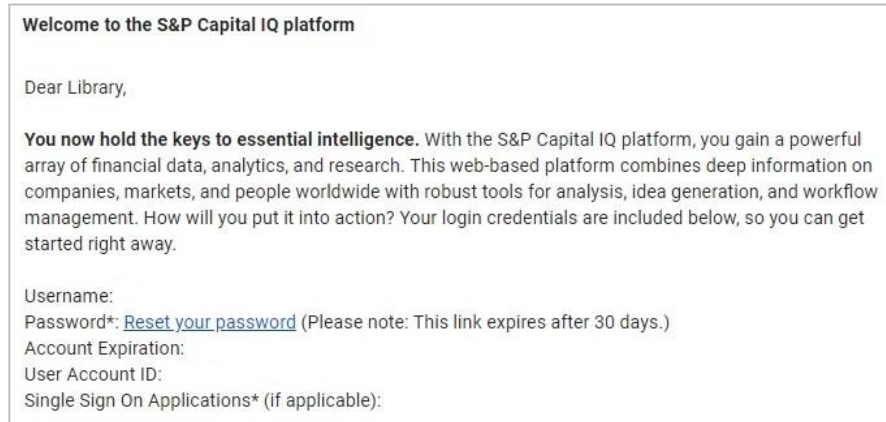 Welcome to the S&P Capital IQ platform
Dear Library,
You now hold the keys to essential intelligence. With the S&P Capital IQ platform, you gain a powerful
array of financial data, analytics, and research. This web-based platform combines deep information on
companies, markets, and people worldwide with robust tools for analysis, idea generation, and workflow
management. How will you put it into action? Your login credentials are included below, so you can get
started right away.
Username:
Password*: Reset your password (Please note: This link expires after 30 days.)
Account Expiration:
User Account ID:
Single Sign On Applications* (if applicable):